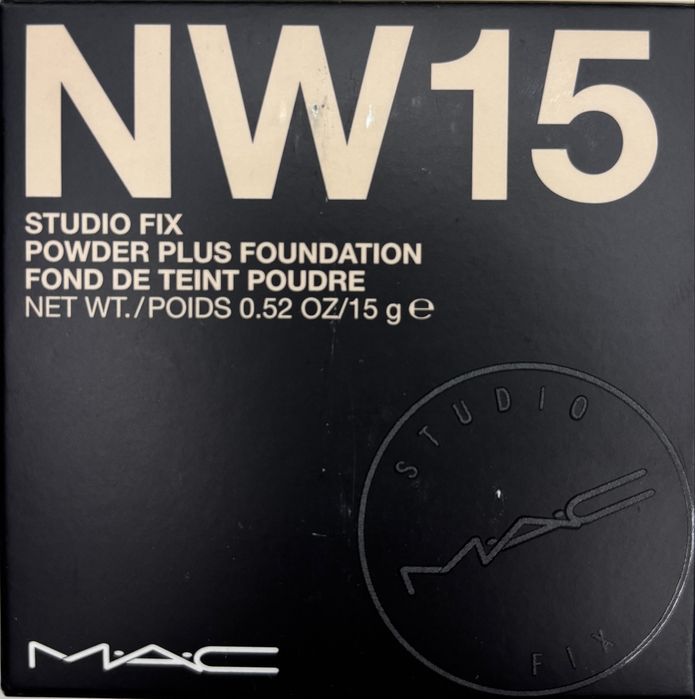 NW15
STUDIO FIX
POWDER PLUS FOUNDATION
FOND DE TEINT POUDRE
NET WT./POIDS 0.52 OZ/15 g ℮
STUDIO
M·A·C
FIX
M·A·C